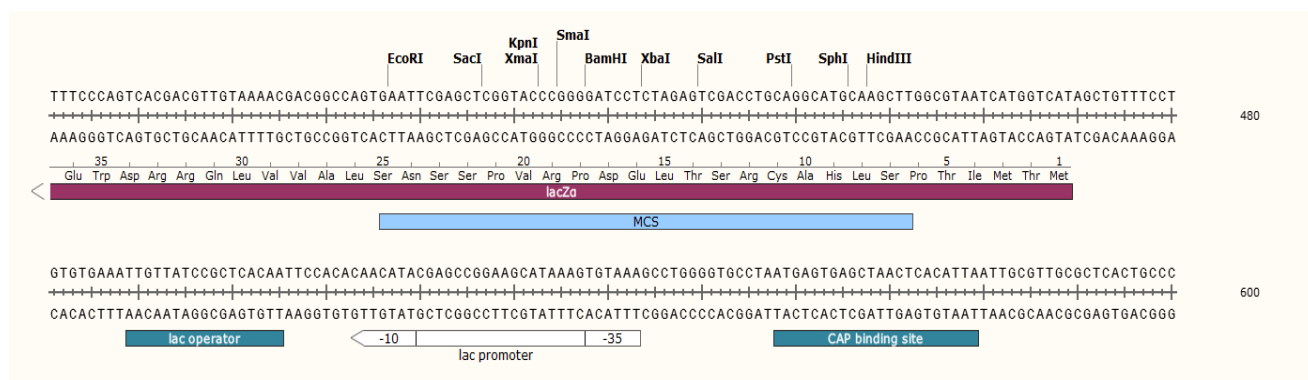 KpnI SmaI
EcoRI SacI XmaI BamHI XbaI SalI PstI SphI HindIII
TTTCCCAGTCACGACGTTGTAAAACGACGGCCAGTGAATTCGAGCTCGGTACCCGGGGATCCTCTAGAGTCGACCTGCAGGCATGCAAGCTTGGCGTAATCATGGTCATAGCTGTTTCCT
480
AAAGGGTCAGTGCTGCAACATTTTGCTGCCGGTCACTTAAGCTCGAGCCATGGGCCCCTAGGAGATCTCAGCTGGACGTCCGTACGTTCGAACCGCATTAGTACCAGTATCGACAAAGGA
35 30 25 20 15 10 5 1
Glu Trp Asp Arg Arg Gln Leu Val Val Ala Leu Ser Asn Ser Ser Pro Val Arg Pro Asp Glu Leu Thr Ser Arg Cys Ala His Leu Ser Pro Thr Ile Met Thr Met
lacZα
MCS
GTGTGAAATTGTTATCCGCTCACAATTCCACACAACATACGAGCCGGAAGCATAAAGTGTAAAGCCTGGGGTGCCTAATGAGTGAGCTAACTCACATTAATTGCGTTGCGCTCACTGCCC
600
CACACTTTAACAATAGGCGAGTGTTAAGGTGTGTTGTATGCTCGGCCTTCGTATTTCACATTTCGGACCCCACGGATTACTCACTCGATTGAGTGTAATTAACGCAACGCGAGTGACGGG
lac operator -10 -35 CAP binding site
lac promoter